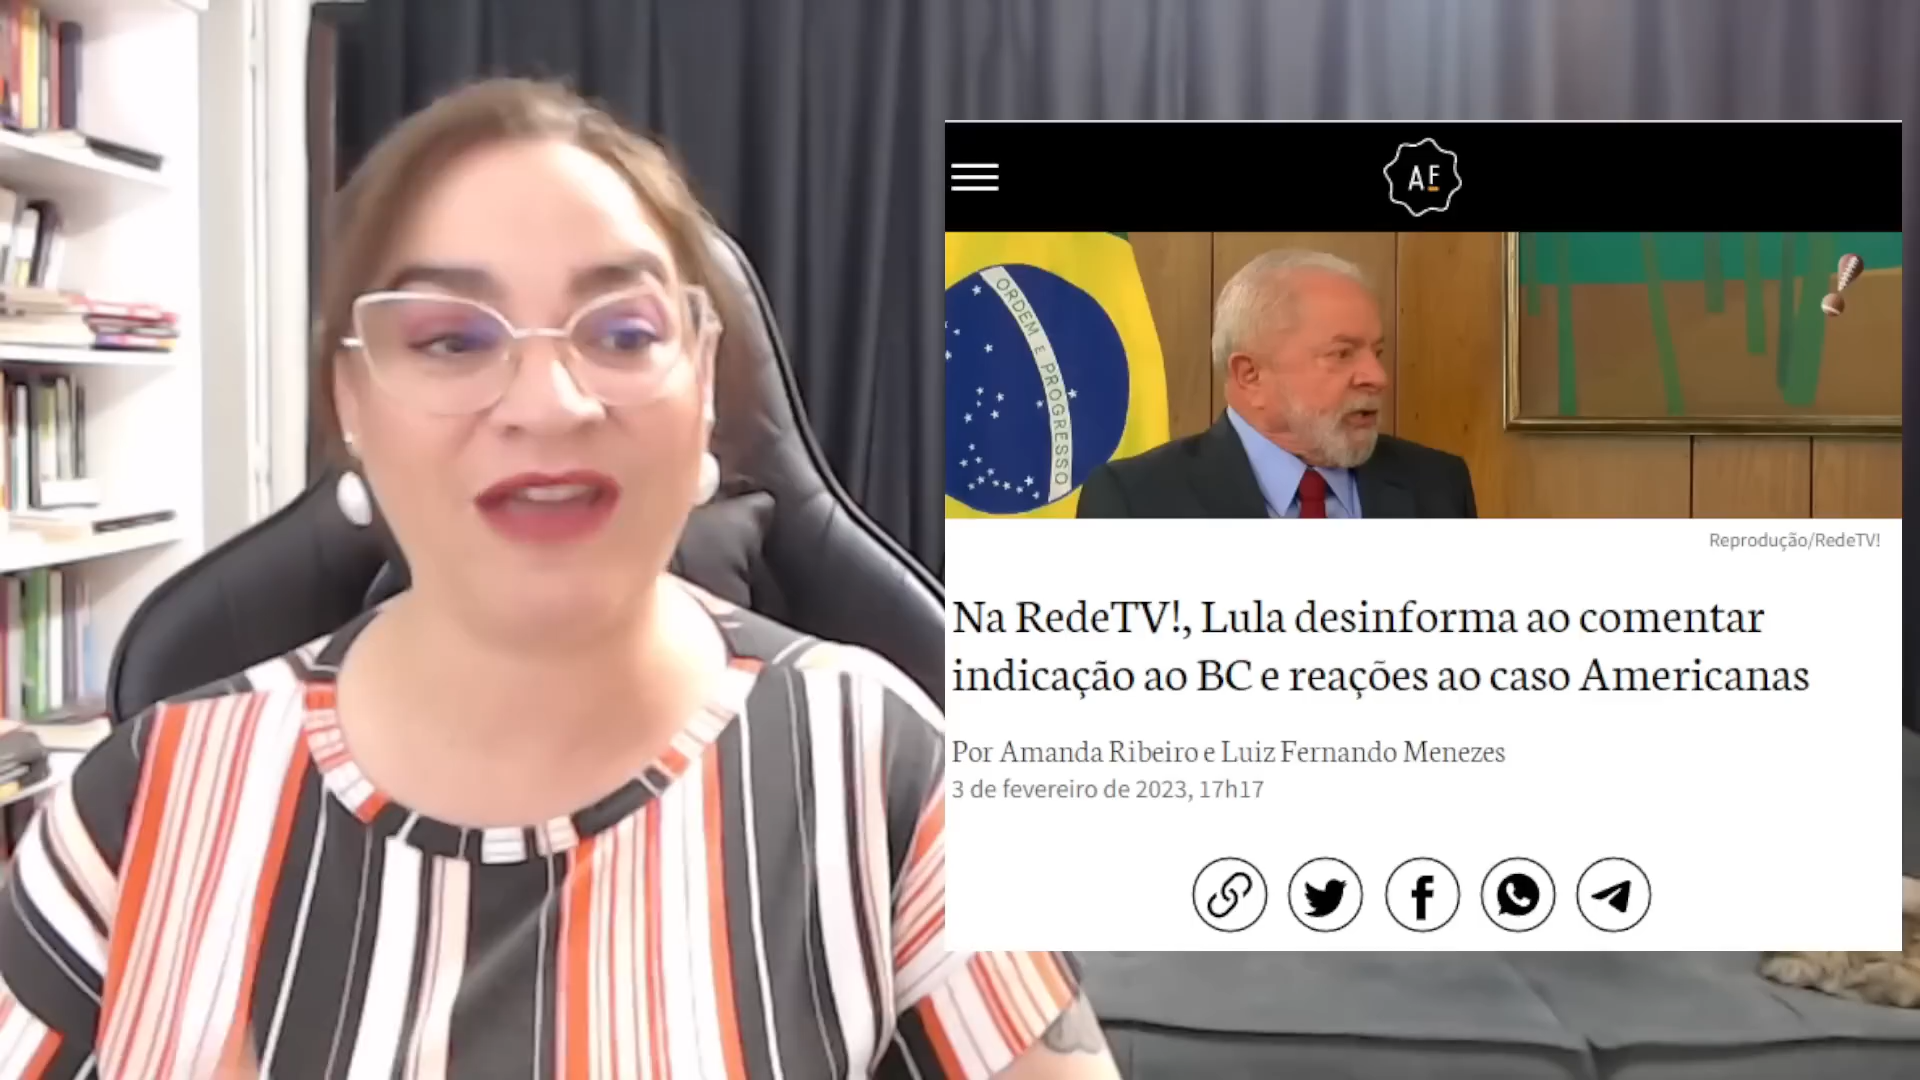 AF
ORDEM E PROGRESSO
Reprodução/RedeTV!
Na RedeTV!, Lula desinforma ao comentar
indicação ao BC e reações ao caso Americanas
Por Amanda Ribeiro e Luiz Fernando Menezes
3 de fevereiro de 2023, 17h17